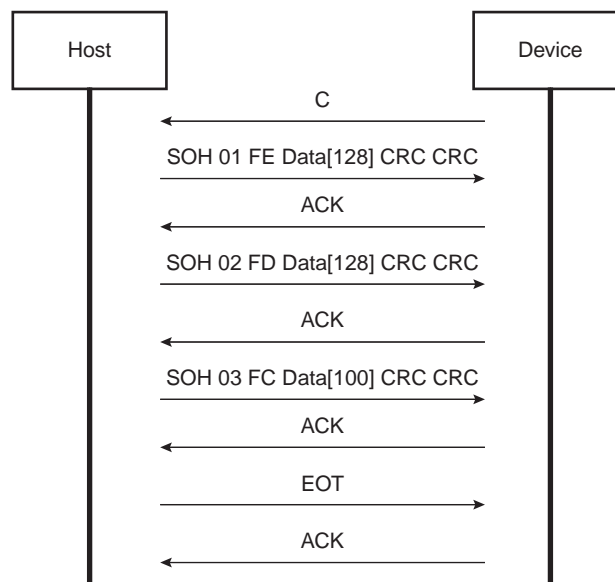 Host
Device
C
SOH 01 FE Data[128] CRC CRC
ACK
SOH 02 FD Data[128] CRC CRC
ACK
SOH 03 FC Data[100] CRC CRC
ACK
EOT
ACK